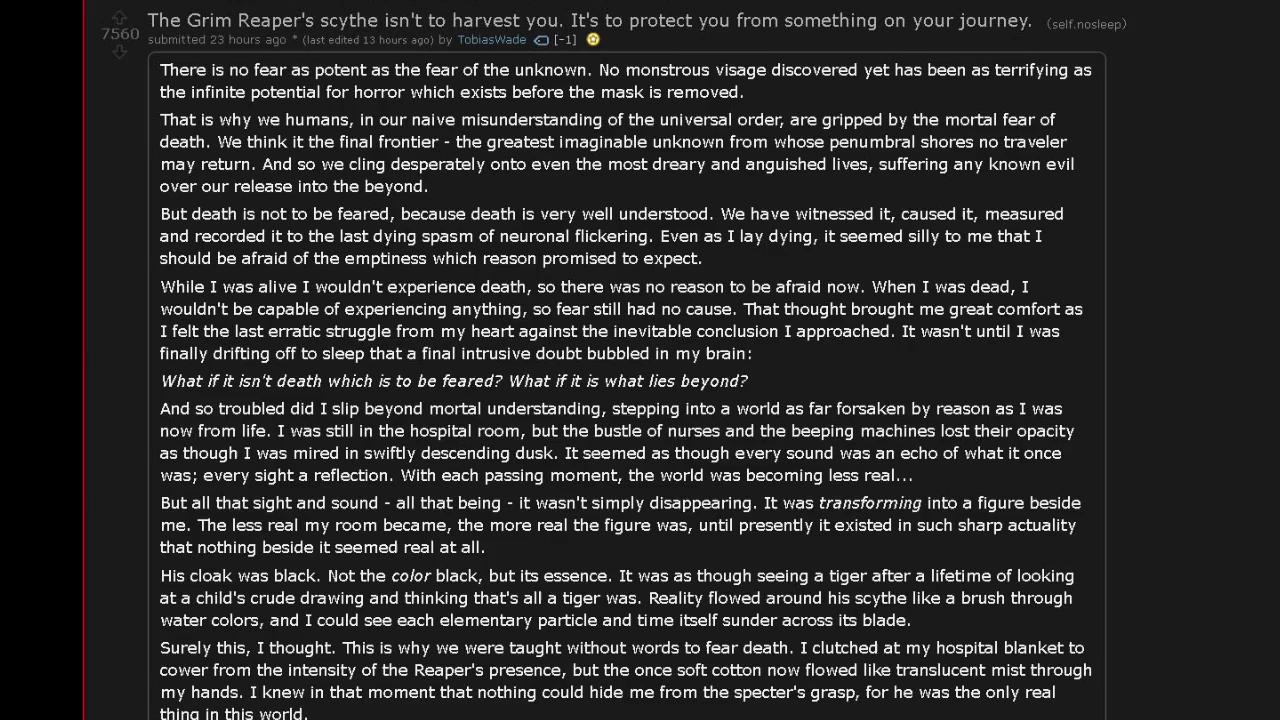 The Grim Reaper's scythe isn't to harvest you. It's to protect you from something on your journey. (self.nosleep)
7560
submitted 23 hours ago * (last edited 13 hours ago) by TobiasWade [-1]
There is no fear as potent as the fear of the unknown. No monstrous visage discovered yet has been as terrifying as
the infinite potential for horror which exists before the mask is removed.
That is why we humans, in our naive misunderstanding of the universal order, are gripped by the mortal fear of
death. We think it the final frontier - the greatest imaginable unknown from whose penumbral shores no traveler
may return. And so we cling desperately onto even the most dreary and anguished lives, suffering any known evil
over our release into the beyond.
But death is not to be feared, because death is very well understood. We have witnessed it, caused it, measured
and recorded it to the last dying spasm of neuronal flickering. Even as I lay dying, it seemed silly to me that I
should be afraid of the emptiness which reason promised to expect.
While I was alive I wouldn't experience death, so there was no reason to be afraid now. When I was dead, I
wouldn't be capable of experiencing anything, so fear still had no cause. That thought brought me great comfort as
I felt the last erratic struggle from my heart against the inevitable conclusion I approached. It wasn't until I was
finally drifting off to sleep that a final intrusive doubt bubbled in my brain:
What if it isn't death which is to be feared? What if it is what lies beyond?
And so troubled did I slip beyond mortal understanding, stepping into a world as far forsaken by reason as I was
now from life. I was still in the hospital room, but the bustle of nurses and the beeping machines lost their opacity
as though I was mired in swiftly descending dusk. It seemed as though every sound was an echo of what it once
was; every sight a reflection. With each passing moment, the world was becoming less real...
But all that sight and sound - all that being - it wasn't simply disappearing. It was transforming into a figure beside
me. The less real my room became, the more real the figure was, until presently it existed in such sharp actuality
that nothing beside it seemed real at all.
His cloak was black. Not the color black, but its essence. It was as though seeing a tiger after a lifetime of looking
at a child's crude drawing and thinking that's all a tiger was. Reality flowed around his scythe like a brush through
water colors, and I could see each elementary particle and time itself sunder across its blade.
Surely this, I thought. This is why we were taught without words to fear death. I clutched at my hospital blanket to
cower from the intensity of the Reaper's presence, but the once soft cotton now flowed like translucent mist through
my hands. I knew in that moment that nothing could hide me from the specter's grasp, for he was the only real
thing in this world.